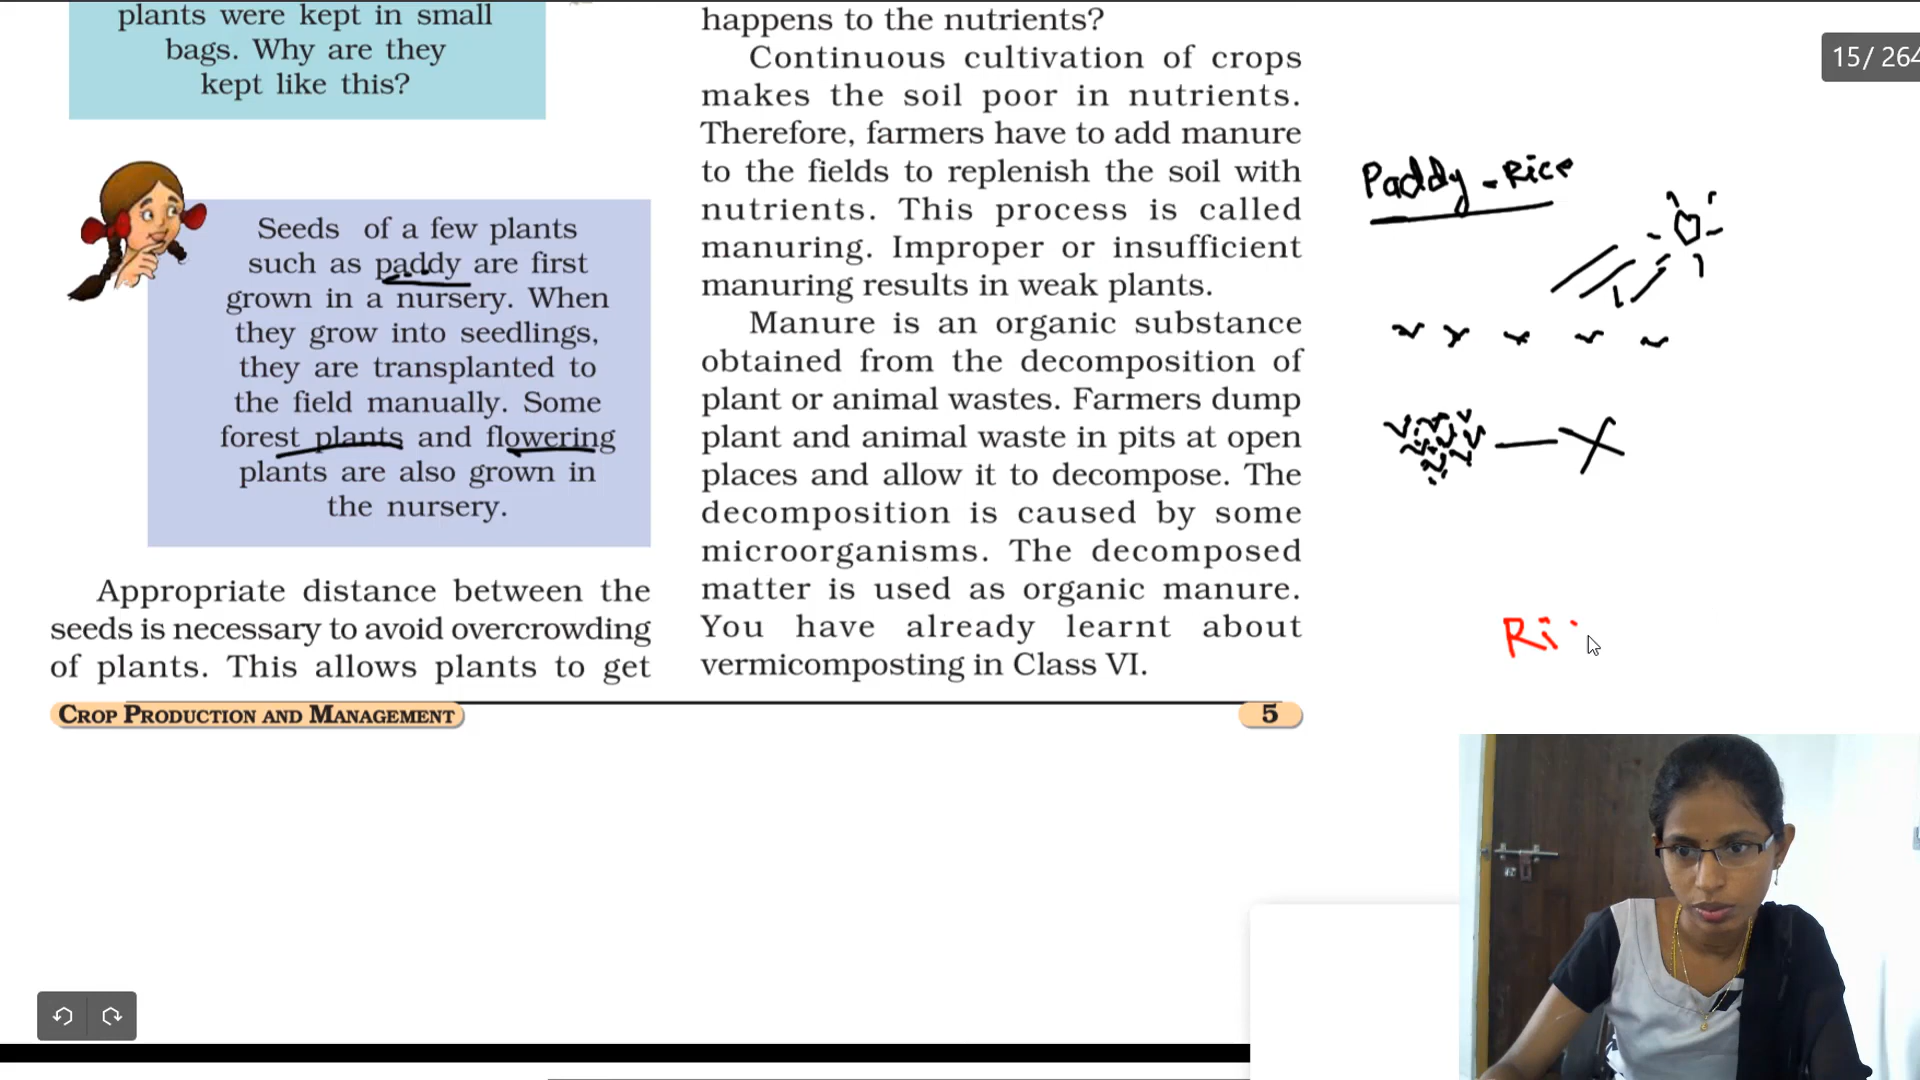 plants were kept in small
bags. Why are they
kept like this?
Seeds of a few plants
such as paddy are first
grown in a nursery. When
they grow into seedlings,
they are transplanted to
the field manually. Some
forest plants and flowering
plants are also grown in
the nursery.
Appropriate distance between the
seeds is necessary to avoid overcrowding
of plants. This allows plants to get
happens to the nutrients?
Continuous cultivation of crops
makes the soil poor in nutrients.
Therefore, farmers have to add manure
to the fields to replenish the soil with
nutrients. This process is called
manuring. Improper or insufficient
manuring results in weak plants.
Manure is an organic substance
obtained from the decomposition of
plant or animal wastes. Farmers dump
plant and animal waste in pits at open
places and allow it to decompose. The
decomposition is caused by some
microorganisms. The decomposed
matter is used as organic manure.
You have already learnt about
vermicomposting in Class VI.
CROP PRODUCTION AND MANAGEMENT
5
15/ 264
Paddy - Rice
Ri